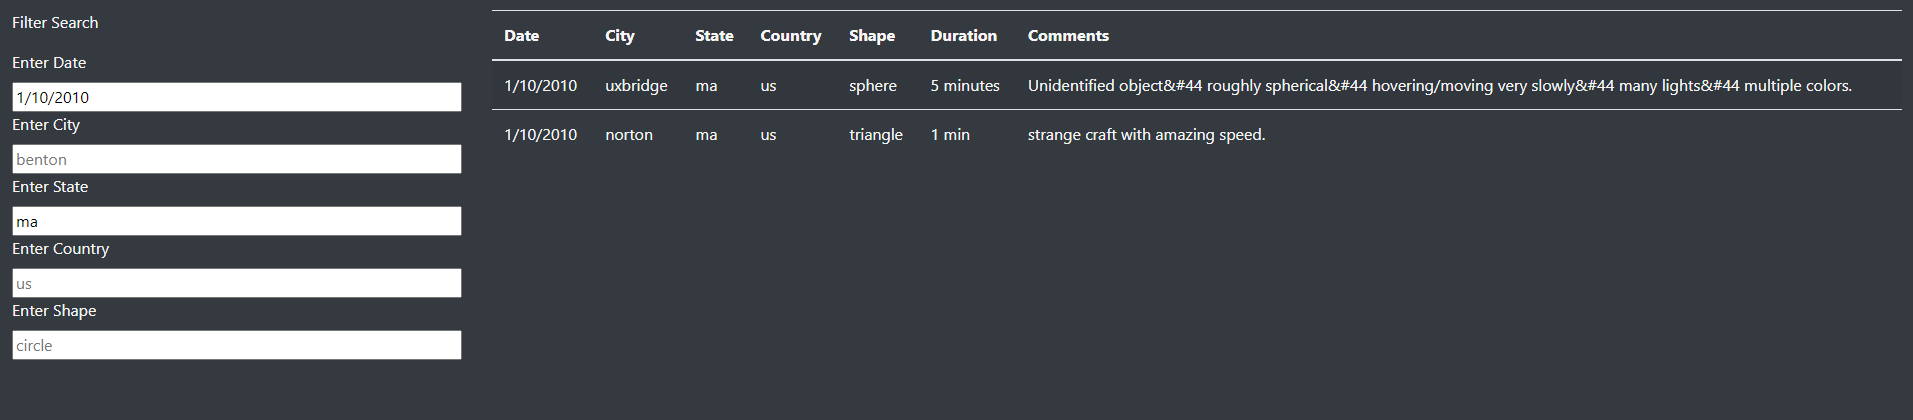 Filter Search
Enter Date
1/10/2010
Enter City
benton
Enter State
ma
Enter Country
us
Enter Shape
circle
Date City State Country Shape Duration Comments
1/10/2010 uxbridge ma us sphere 5 minutes Unidentified object&#44 roughly spherical&#44 hovering/moving very slowly&#44 many lights&#44 multiple colors.
1/10/2010 norton ma us triangle 1 min strange craft with amazing speed.